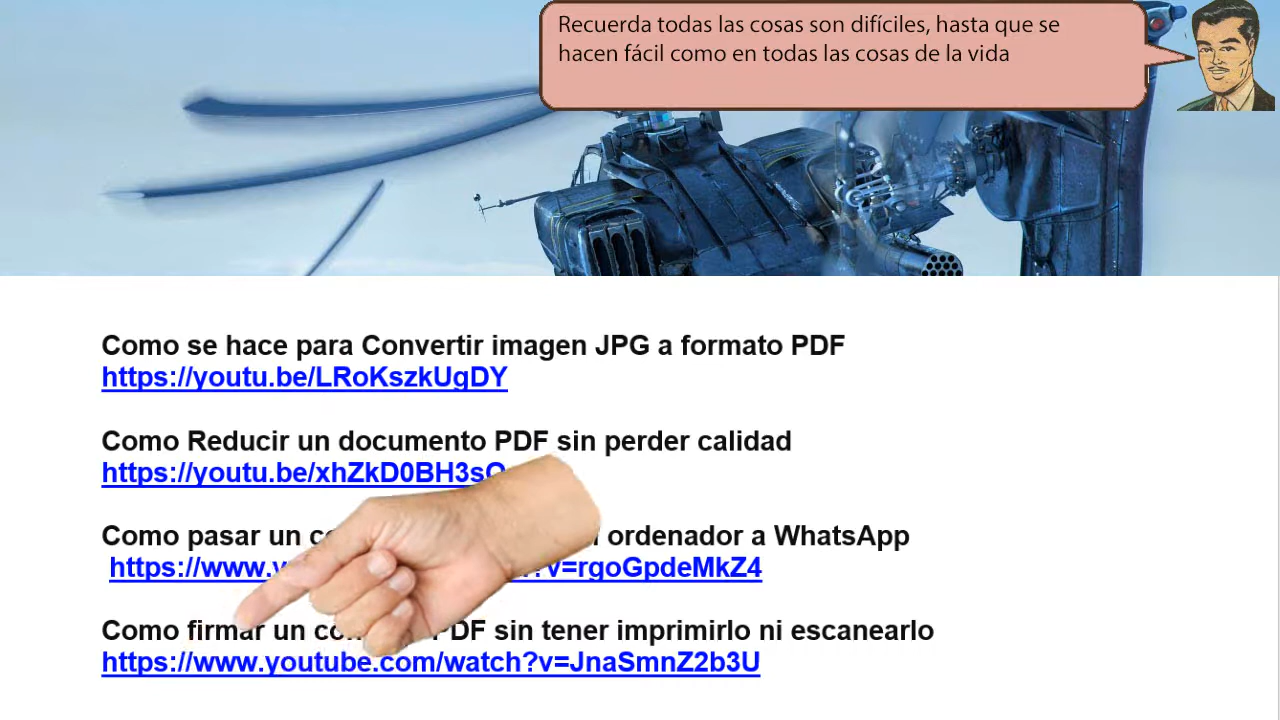 Recuerda todas las cosas son difíciles, hasta que se
hacen fácil como en todas las cosas de la vida
Como se hace para Convertir imagen JPG a formato PDF
https://youtu.be/LRoKszkUgDY
Como Reducir un documento PDF sin perder calidad
https://youtu.be/xhZkD0BH3s
Como pasar un ordenador a WhatsApp
https://www. v=rgoGpdeMkZ4
Como firmar un PDF sin tener imprimirlo ni escanearlo
https://www.youtube.com/watch?v=JnaSmnZ2b3U